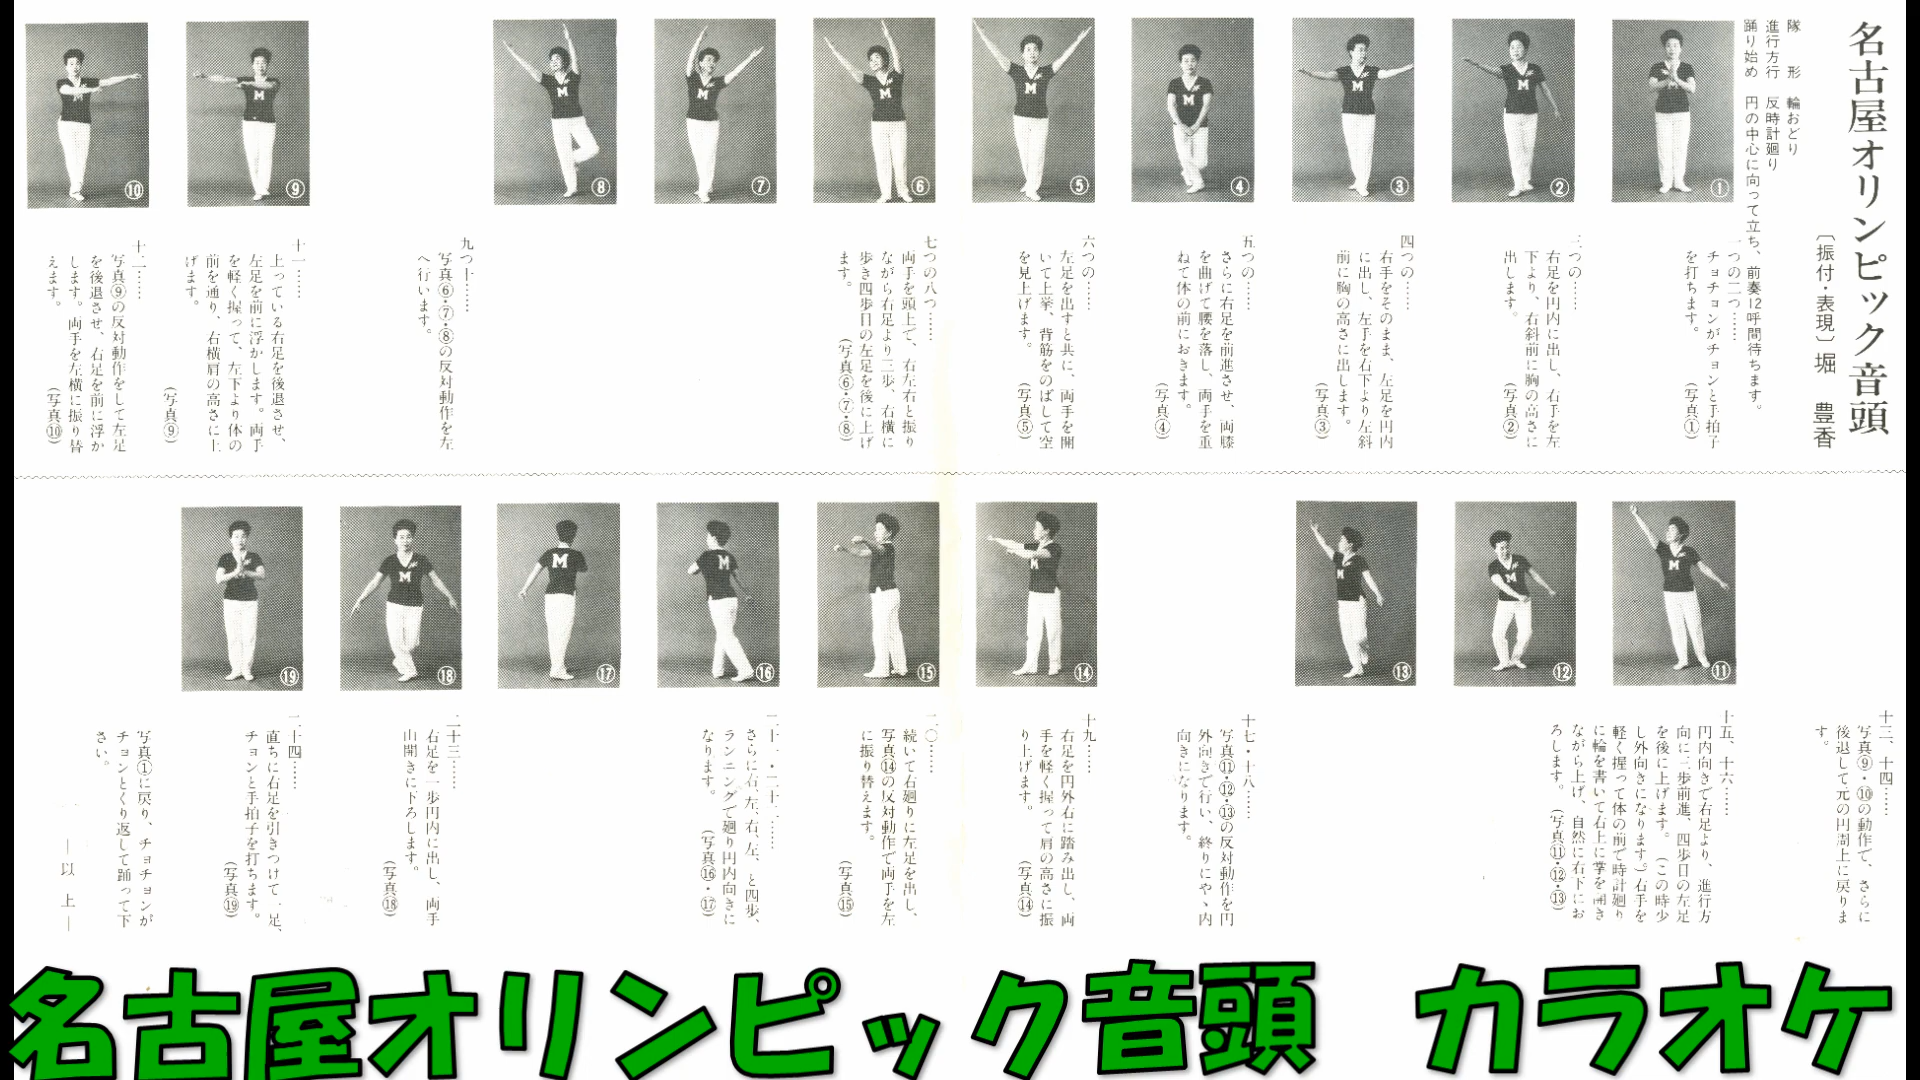 名古屋オリンピック音頭
〔振付・表現〕堀 豊香
隊形 輪おどり
進行方行 反時計廻り
踊り始め 円の中心に向って立ち、前奏12呼間待ちます。
一つの二つ……
チョチョンがチョンと手拍子
を打ちます。
(写真①)
三つの……
右足を円内に出し、右手を左
下より、右斜前に胸の高さに
出します。
(写真②)
四つの……
右手をそのまま、左足を円内
に出し、左手を右下より左斜
前に胸の高さに出します。
(写真③)
五つの……
さらに右足を前進させ、両膝
を曲げて腰を落し、両手を重
ねて体の前におきます。
(写真④)
六つの……
左足を出すと共に、両手を開
いて上挙、背筋をのばして空
を見上げます。
(写真⑤)
七つの八つ……
両手を頭上で、右左右と振り
ながら右足より三歩、右横に
歩き四歩目の左足を後に上げ
ます。
(写真⑥・⑦・⑧)
九つ十……
写真⑥・⑦・⑧の反対動作を左
へ行います。
十一……
上っている右足を後退させ、
左足を前に浮かします。両手
を軽く握って、左下より体の
前を通り、右横肩の高さに上
げます。
(写真⑨)
十二……
写真⑨の反対動作をして左足
を後退させ、右足を前に浮か
します。両手を左横に振り替
えます。
(写真⑩)
①
②
③
④
⑤
⑥
⑦
⑧
⑨
⑩
十三、十四……
写真⑨・⑩の動作で、さらに
後退して元の円周上に戻りま
す。
十五、十六……
円内向きで右足より、進行方
向に三歩前進、四歩目の左足
を後に上げます。(この時少
し外向きになります。)右手を
軽く握って体の前で時計廻り
に輪を書いて右上に掌を開き
ながら上げ、自然に右下にお
ろします。
(写真⑪・⑫・⑬)
十七・十八……
写真⑪・⑫・⑬の反対動作を円
外向きで行い、終りにやゝ内
向きになります。
十九……
右足を円外右に踏み出し、両
手を軽く握って肩の高さに振
り上げます。
(写真⑭)
二〇……
続いて右廻りに左足を出し、
写真⑭の反対動作で両手を左
に振り替えます。
(写真⑮)
二十一・二十二……
さらに右、左、右、左、と四歩、
ランニングで廻り円内向きに
なります。
(写真⑯・⑰)
二十三……
右足を一歩円内に出し、両手
山開きに下ろします。
(写真⑱)
二十四……
直ちに右足を引きつけて一足、
チョンと手拍子を打ちます。
(写真⑲)
写真①に戻り、チョチョンが
チョンとくり返して踊って下
さい。
―以上―
⑪
⑫
⑬
⑭
⑮
⑯
⑰
⑱
⑲
M
名古屋オリンピック音頭 カラオケ